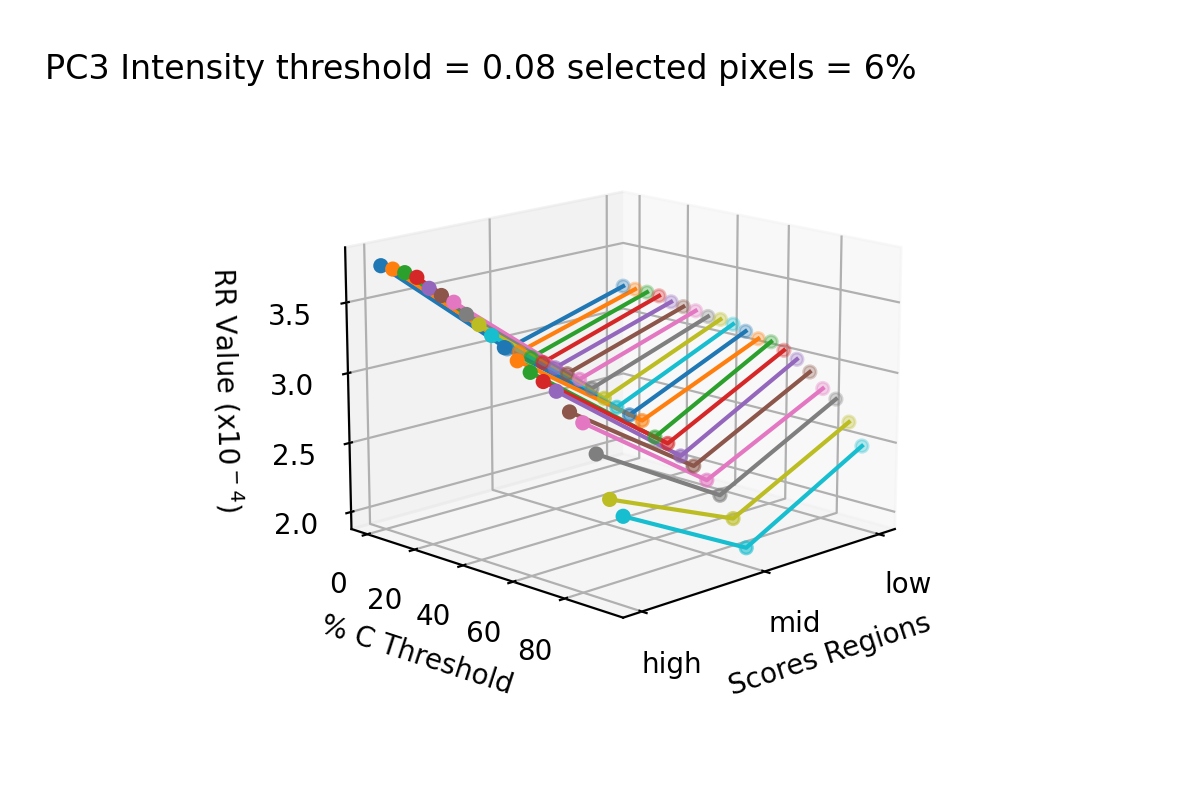 PC3 Intensity threshold = 0.08 selected pixels = 6%
RR Value (x10⁻⁴)
3.5
3.0
2.5
2.0
0
20
40
60
80
% C Threshold
high
mid
low
Scores Regions